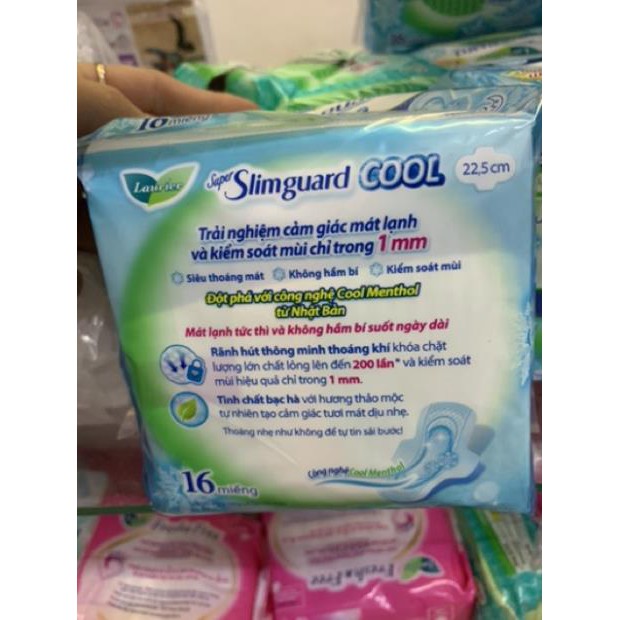 16 miếng
Laurier
Super Slimguard COOL
22,5cm
Trải nghiệm cảm giác mát lạnh
và kiểm soát mùi chỉ trong 1 mm
Siêu thoáng mát Không hầm bí Kiểm soát mùi
Đột phá với công nghệ Cool Menthol
từ Nhật Bản
Mát lạnh tức thì và không hầm bí suốt ngày dài
Rãnh hút thông minh thoáng khí khóa chặt
lượng lớn chất lỏng lên đến 200 lần* và kiểm soát
mùi hiệu quả chỉ trong 1 mm.
Tinh chất bạc hà với hương thảo mộc
tự nhiên tạo cảm giác tươi mát dịu nhẹ.
Thoáng nhẹ như không để tự tin sải bước!
Công nghệ Cool Menthol
16 miếng
Fresh & Free
Fresh & Free